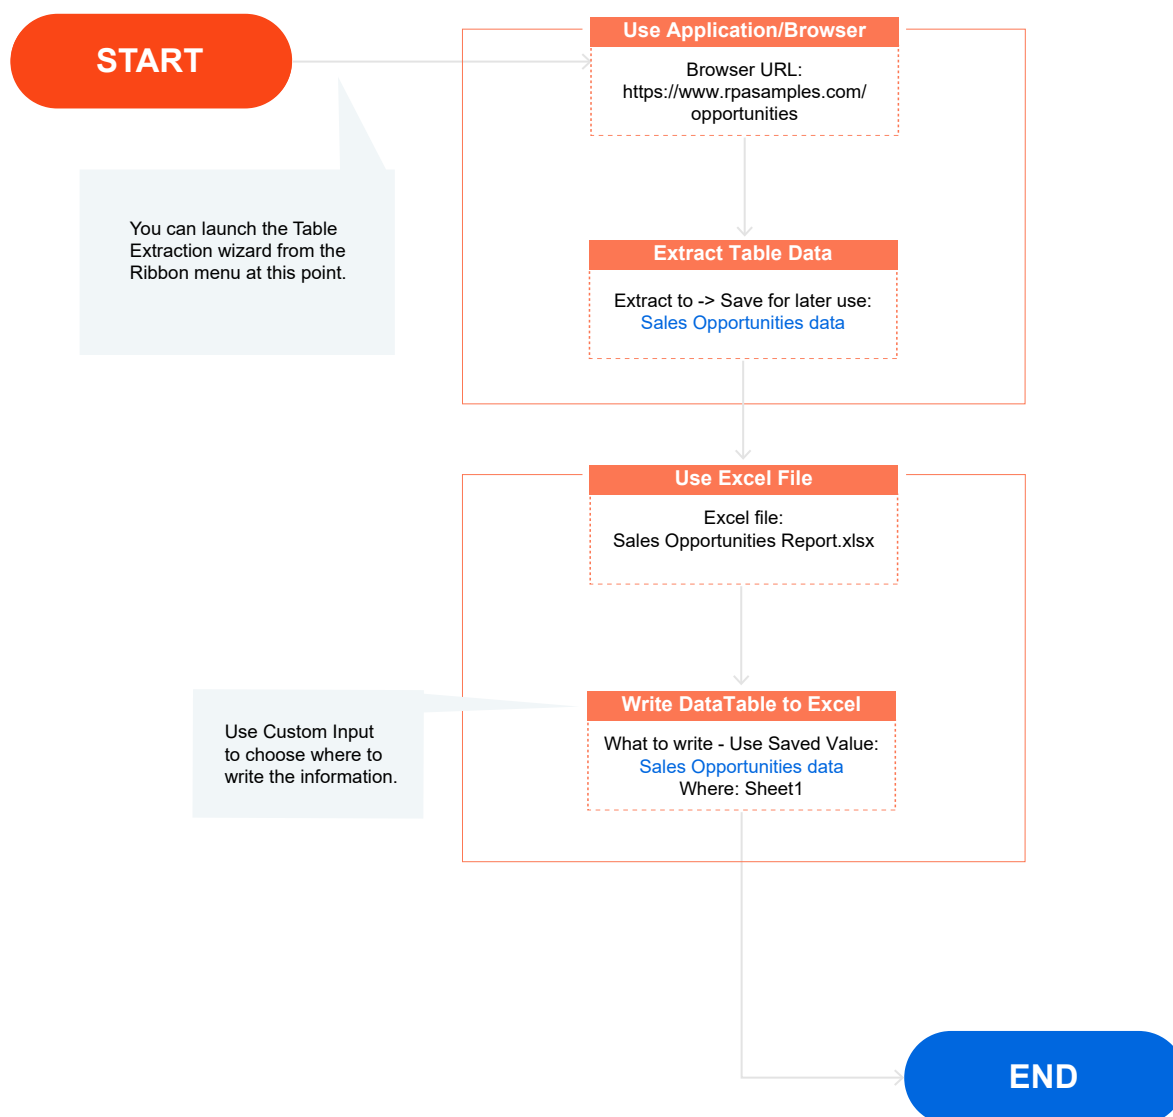 START
Use Application/Browser
Browser URL:
https://www.rpasamples.com/
opportunities
You can launch the Table
Extraction wizard from the
Ribbon menu at this point.
Extract Table Data
Extract to -> Save for later use:
Sales Opportunities data
Use Excel File
Excel file:
Sales Opportunities Report.xlsx
Write DataTable to Excel
Use Custom Input
to choose where to
write the information.
What to write - Use Saved Value:
Sales Opportunities data
Where: Sheet1
END